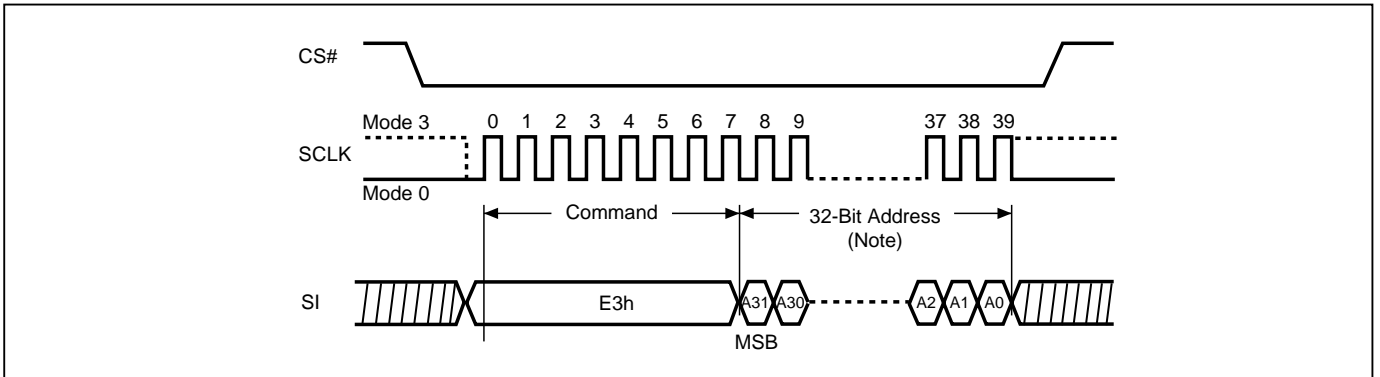 CS#
Mode 3
0 1 2 3 4 5 6 7 8 9 37 38 39
SCLK
Mode 0
Command
32-Bit Address
(Note)
SI
E3h
A31 A30 A2 A1 A0
MSB